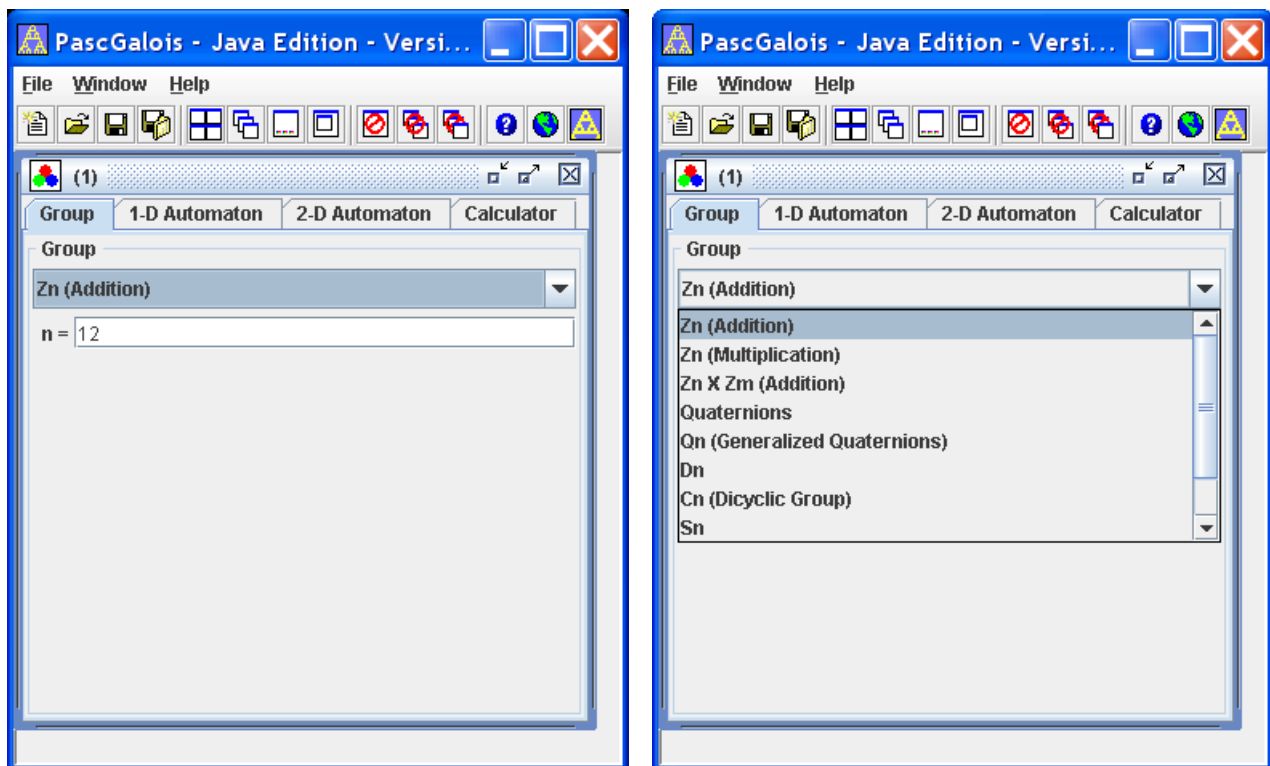 PascGalois - Java Edition - Versi...
File Window Help
(1)
Group 1-D Automaton 2-D Automaton Calculator
Group
Zn (Addition)
n = 12
PascGalois - Java Edition - Versi...
File Window Help
(1)
Group 1-D Automaton 2-D Automaton Calculator
Group
Zn (Addition)
Zn (Addition)
Zn (Multiplication)
Zn X Zm (Addition)
Quaternions
Qn (Generalized Quaternions)
Dn
Cn (Dicyclic Group)
Sn